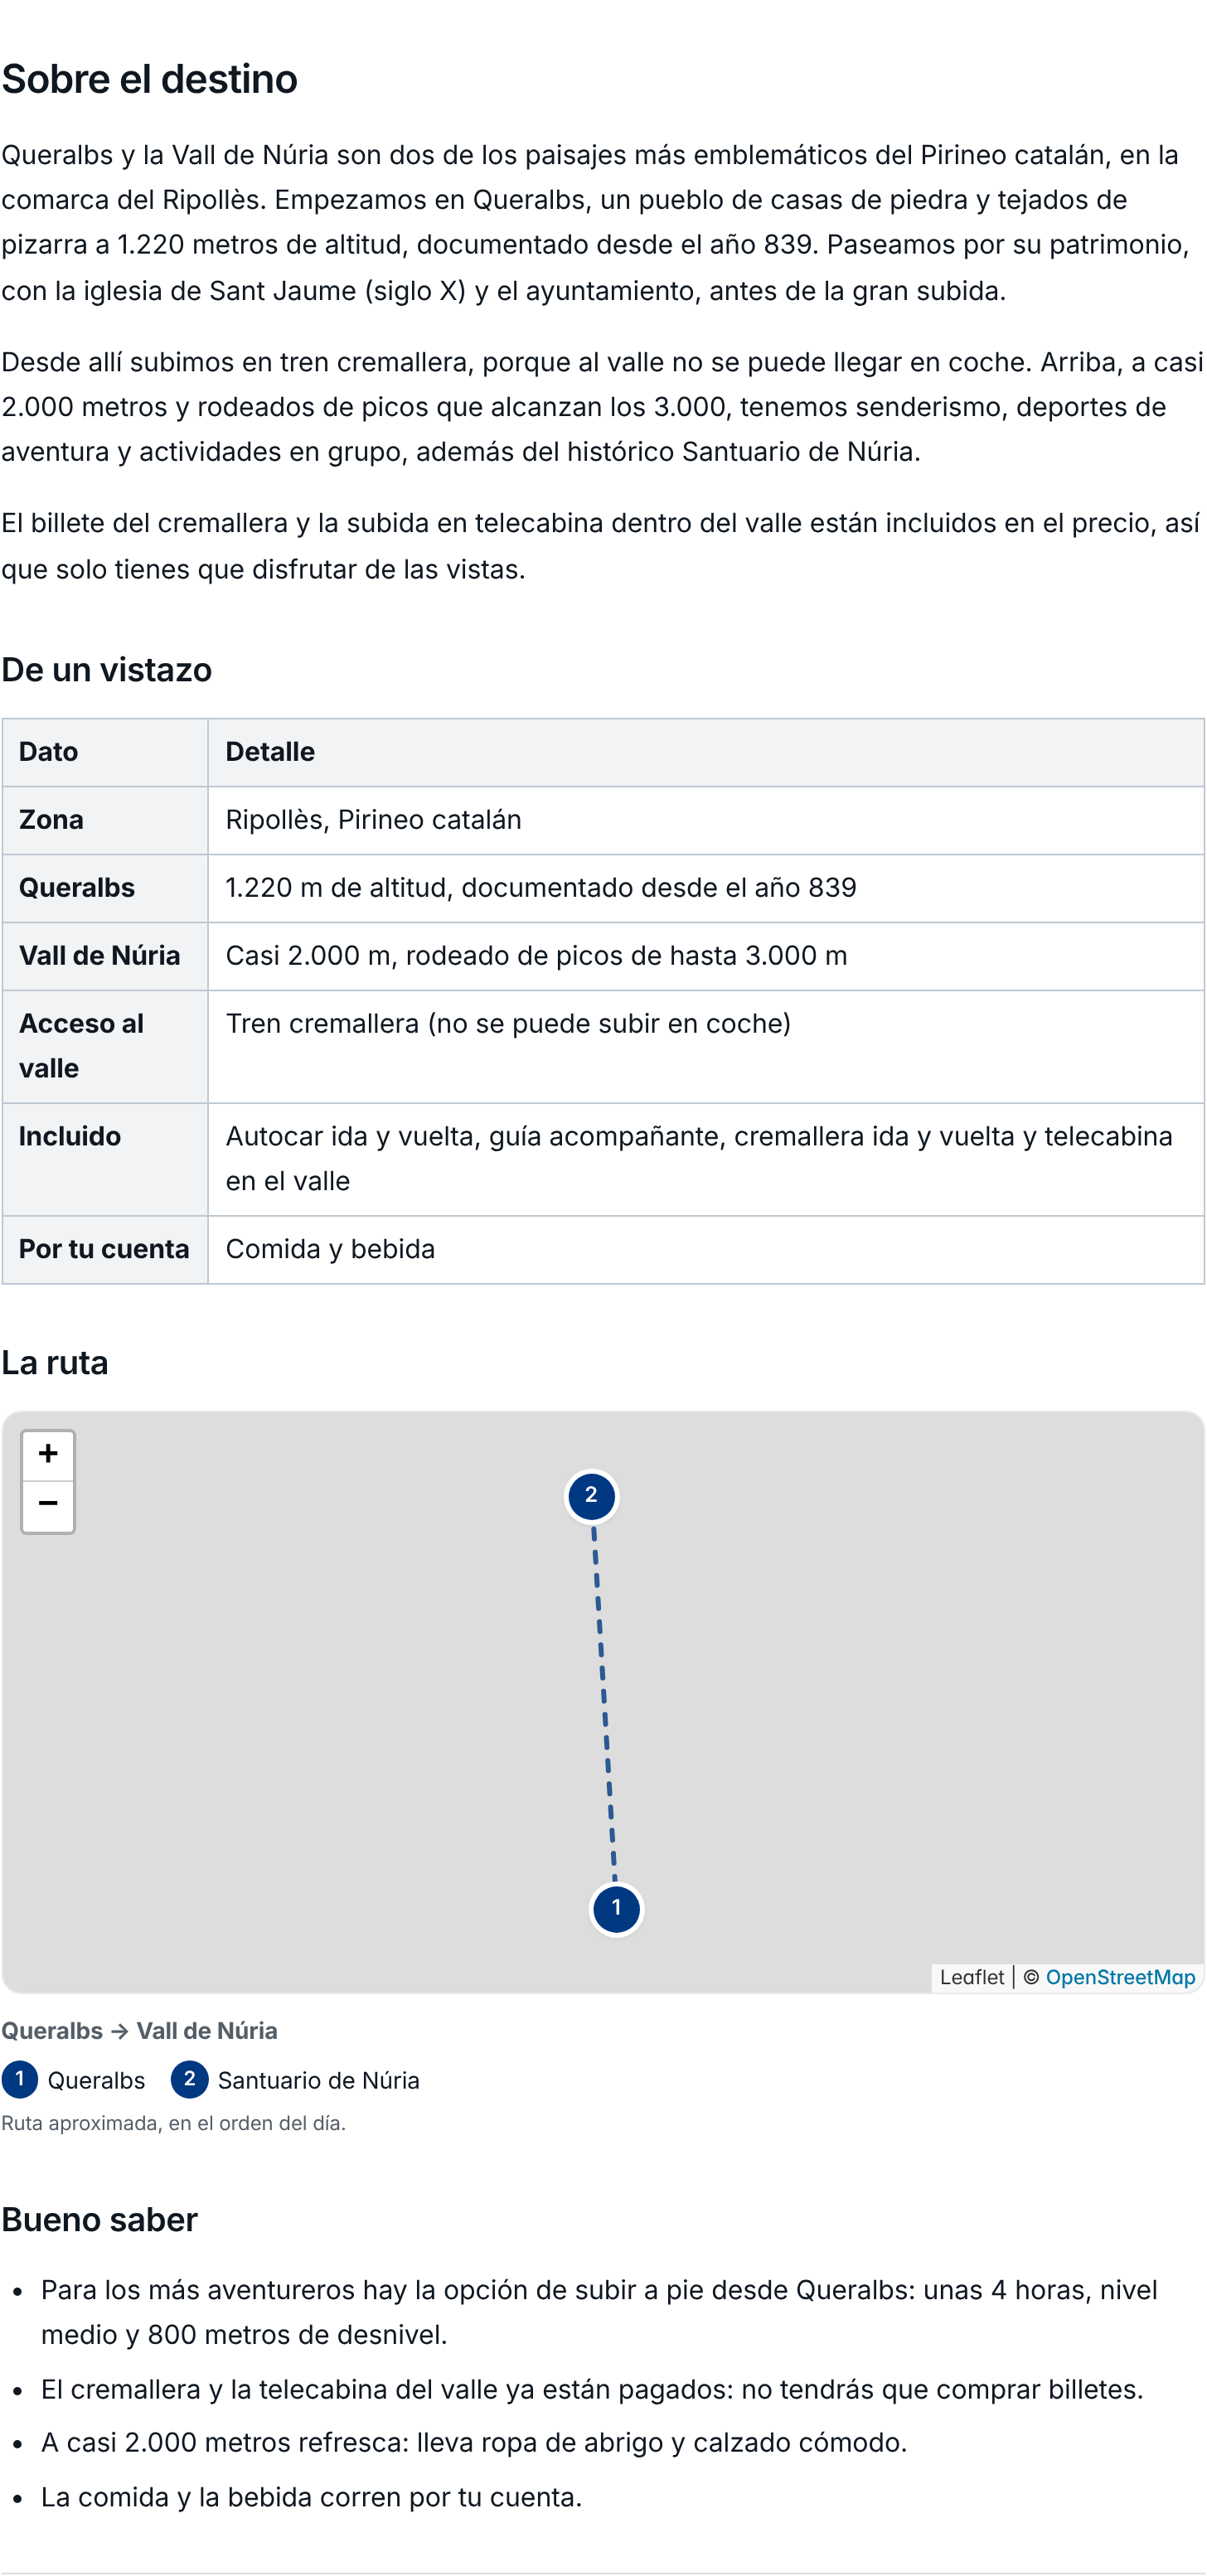 Sobre el destino
Queralbs y la Vall de Núria son dos de los paisajes más emblemáticos del Pirineo catalán, en la
comarca del Ripollès. Empezamos en Queralbs, un pueblo de casas de piedra y tejados de
pizarra a 1.220 metros de altitud, documentado desde el año 839. Paseamos por su patrimonio,
con la iglesia de Sant Jaume (siglo X) y el ayuntamiento, antes de la gran subida.
Desde allí subimos en tren cremallera, porque al valle no se puede llegar en coche. Arriba, a casi
2.000 metros y rodeados de picos que alcanzan los 3.000, tenemos senderismo, deportes de
aventura y actividades en grupo, además del histórico Santuario de Núria.
El billete del cremallera y la subida en telecabina dentro del valle están incluidos en el precio, así
que solo tienes que disfrutar de las vistas.
De un vistazo
Dato Detalle
Zona Ripollès, Pirineo catalán
Queralbs 1.220 m de altitud, documentado desde el año 839
Vall de Núria Casi 2.000 m, rodeado de picos de hasta 3.000 m
Acceso al Tren cremallera (no se puede subir en coche)
valle
Incluido Autocar ida y vuelta, guía acompañante, cremallera ida y vuelta y telecabina
en el valle
Por tu cuenta Comida y bebida
La ruta
+
−
2
1
Leaflet | © OpenStreetMap
Queralbs → Vall de Núria
1 Queralbs 2 Santuario de Núria
Ruta aproximada, en el orden del día.
Bueno saber
• Para los más aventureros hay la opción de subir a pie desde Queralbs: unas 4 horas, nivel
medio y 800 metros de desnivel.
• El cremallera y la telecabina del valle ya están pagados: no tendrás que comprar billetes.
• A casi 2.000 metros refresca: lleva ropa de abrigo y calzado cómodo.
• La comida y la bebida corren por tu cuenta.